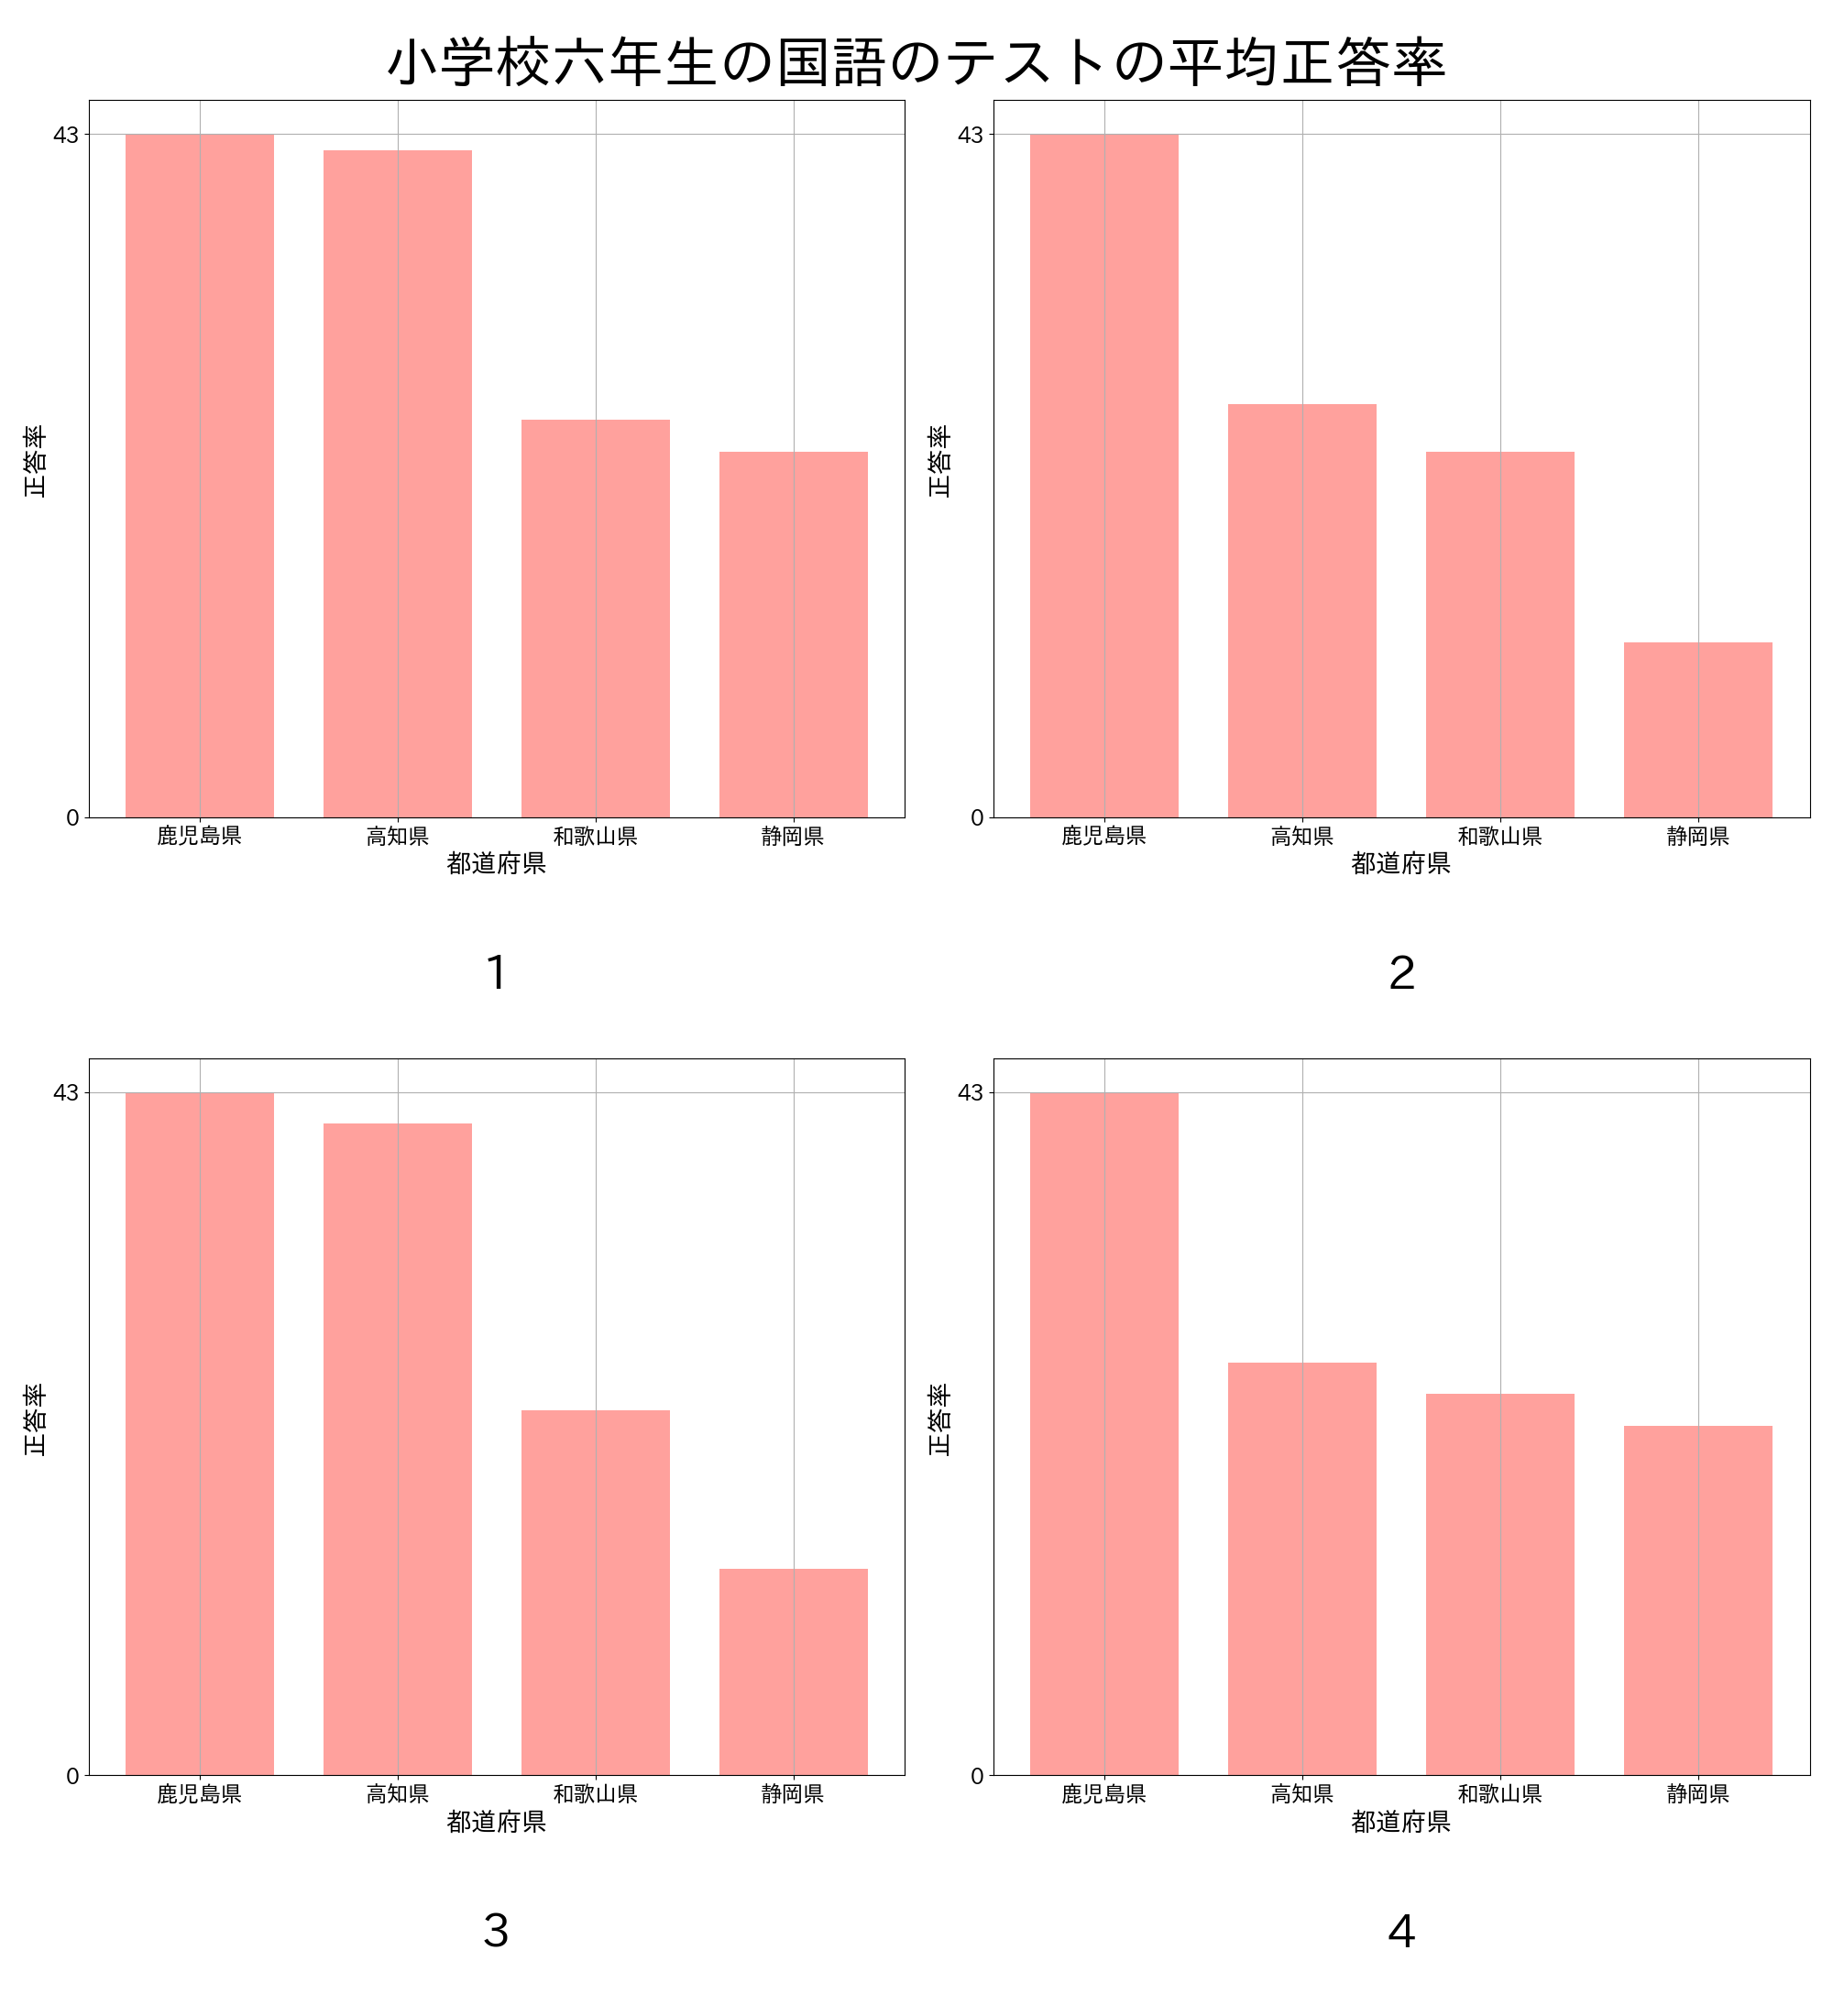 小学校六年生の国語のテストの平均正答率
43
0
正答率
鹿児島県 高知県 和歌山県 静岡県
都道府県
1
43
0
正答率
鹿児島県 高知県 和歌山県 静岡県
都道府県
2
43
0
正答率
鹿児島県 高知県 和歌山県 静岡県
都道府県
3
43
0
正答率
鹿児島県 高知県 和歌山県 静岡県
都道府県
4